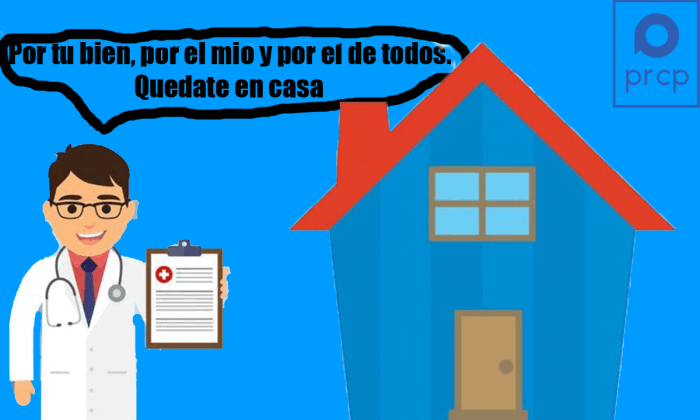 Por tu bien, por el mio y por el de todos.
Quedate en casa
prcp